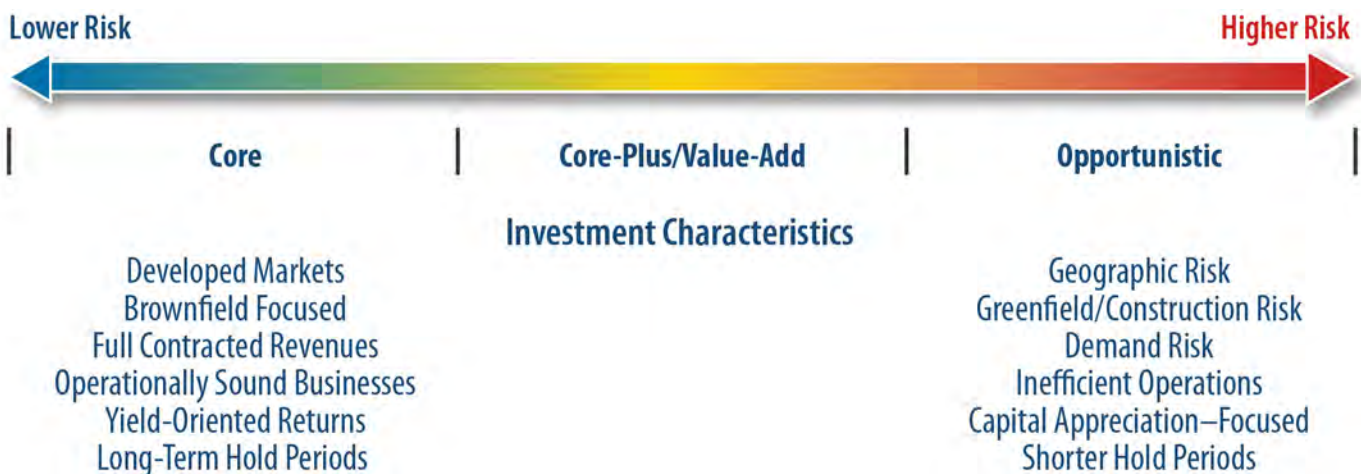 Lower Risk
Higher Risk
Core
Core-Plus/Value-Add
Opportunistic
Investment Characteristics
Developed Markets
Brownfield Focused
Full Contracted Revenues
Operationally Sound Businesses
Yield-Oriented Returns
Long-Term Hold Periods
Geographic Risk
Greenfield/Construction Risk
Demand Risk
Inefficient Operations
Capital Appreciation–Focused
Shorter Hold Periods